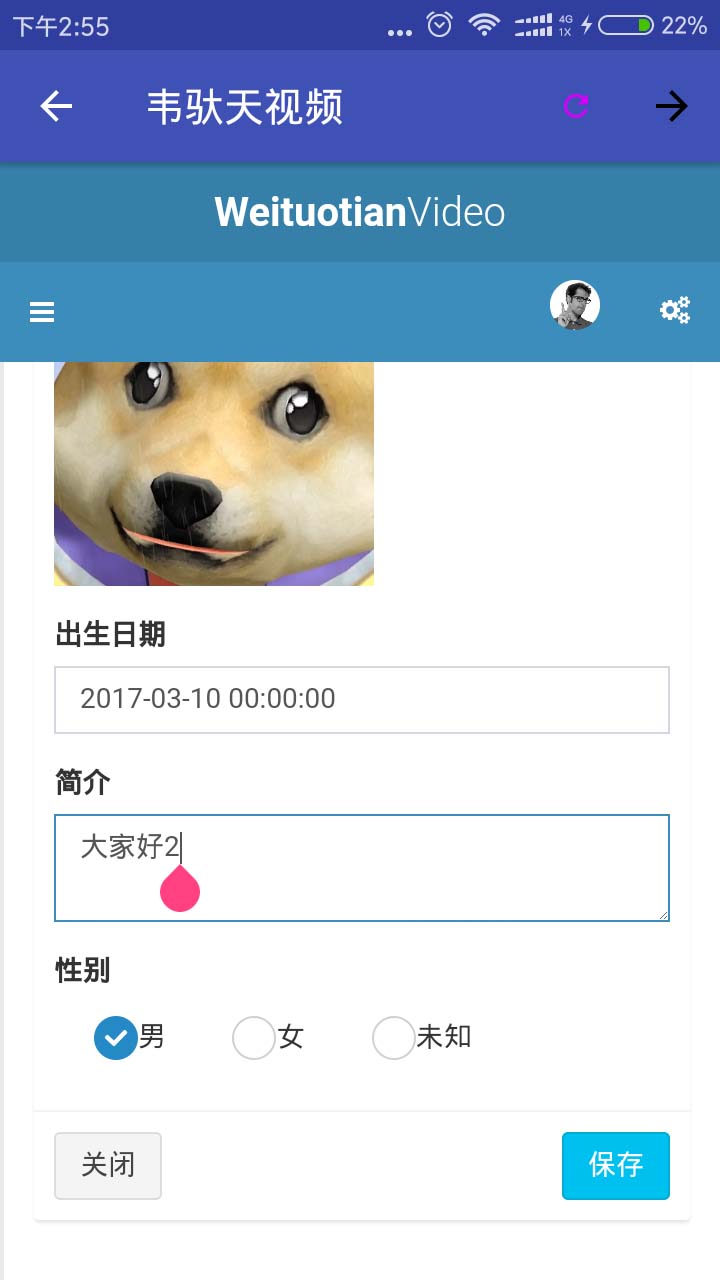 下午2:55
4G
1X
22%
韦驮天视频
WeituotianVideo
出生日期
2017-03-10 00:00:00
简介
大家好2
性别
男 女 未知
关闭 保存